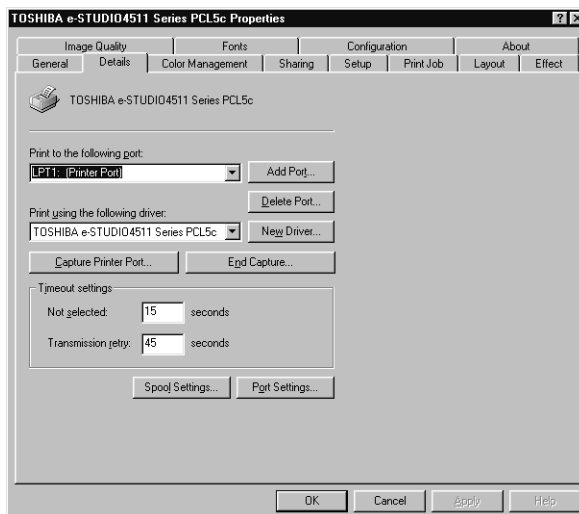 TOSHIBA e-STUDIO4511 Series PCL5c Properties ? X
Image Quality Fonts Configuration About
General Details Color Management Sharing Setup Print Job Layout Effect
TOSHIBA e-STUDIO4511 Series PCL5c
Print to the following port:
LPT1: (Printer Port) Add Port...
Delete Port...
Print using the following driver:
TOSHIBA e-STUDIO4511 Series PCL5c New Driver...
Capture Printer Port... End Capture...
Timeout settings
Not selected: 15 seconds
Transmission retry: 45 seconds
Spool Settings... Port Settings...
OK Cancel Apply Help